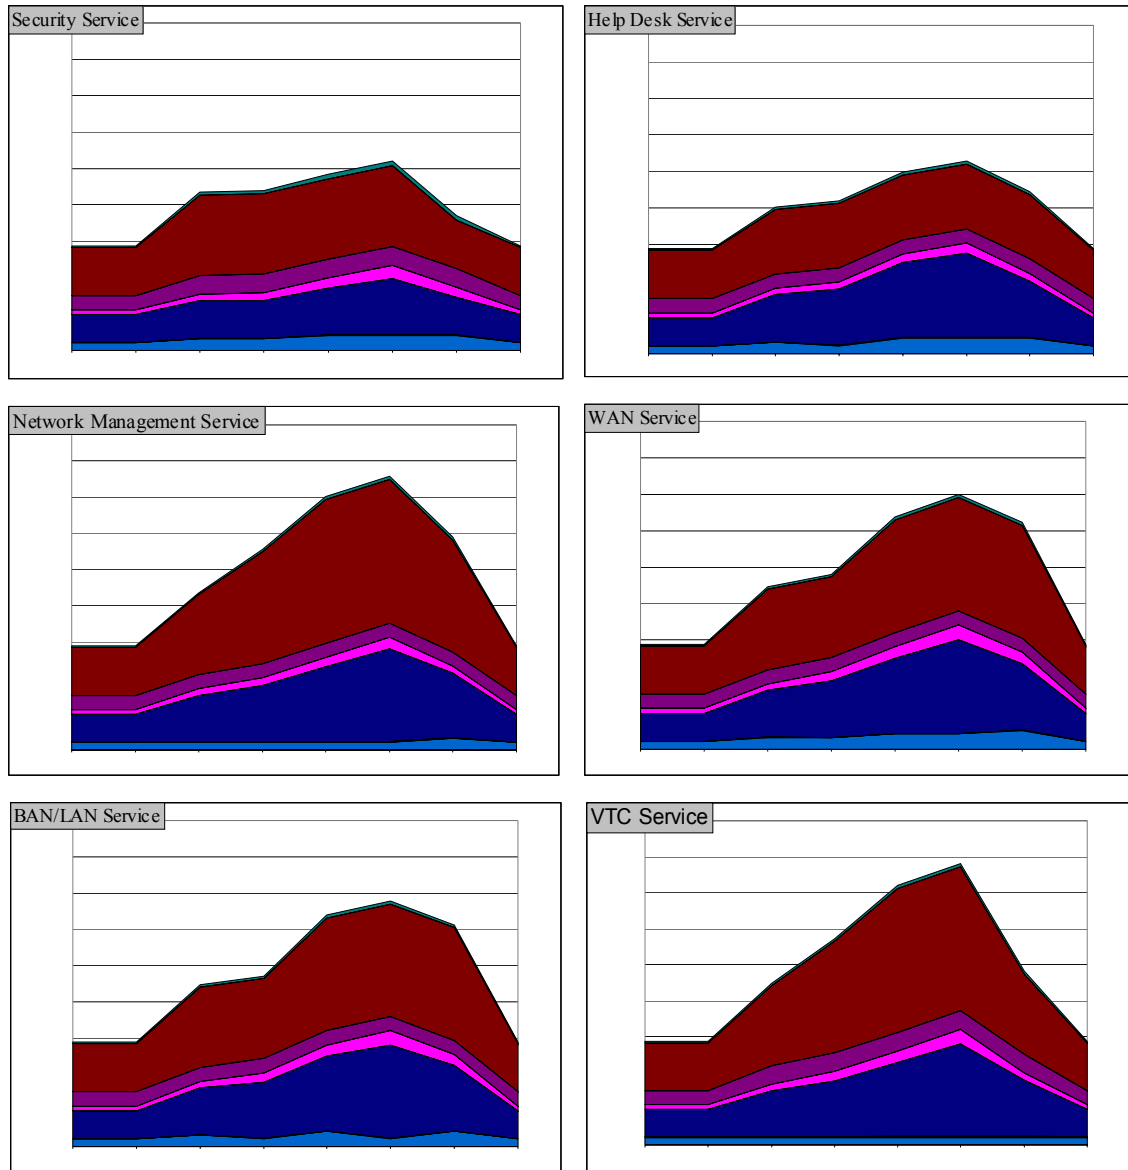 Security Service
Help Desk Service
Network Management Service
WAN Service
BAN/LAN Service
VTC Service